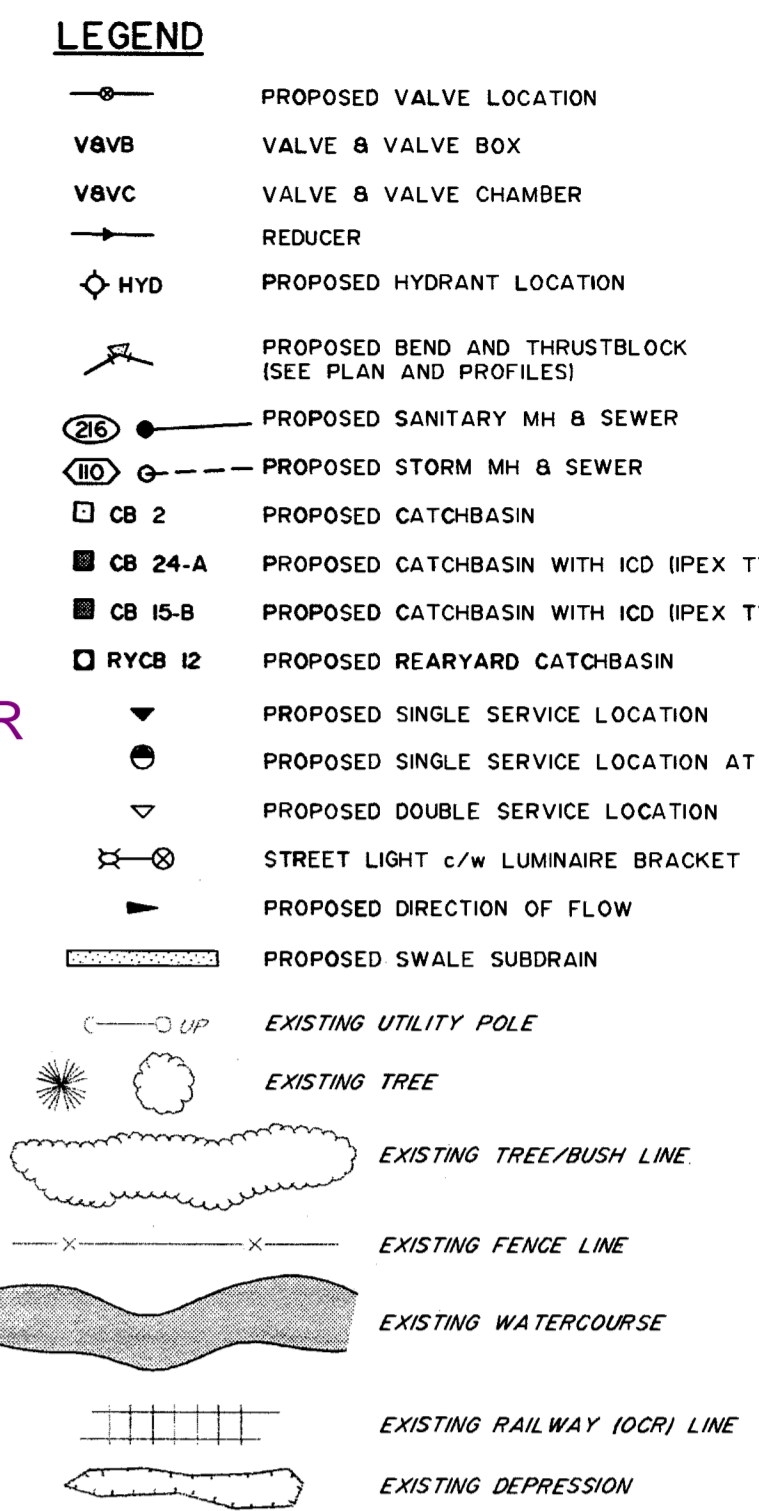 LEGEND
PROPOSED VALVE LOCATION
V&VB VALVE & VALVE BOX
V&VC VALVE & VALVE CHAMBER
REDUCER
HYD PROPOSED HYDRANT LOCATION
PROPOSED BEND AND THRUSTBLOCK
(SEE PLAN AND PROFILES)
216 PROPOSED SANITARY MH & SEWER
110 PROPOSED STORM MH & SEWER
CB 2 PROPOSED CATCHBASIN
CB 24-A PROPOSED CATCHBASIN WITH ICD (IPEX
CB 15-B PROPOSED CATCHBASIN WITH ICD (IPEX
RYCB 12 PROPOSED REARYARD CATCHBASIN
R
PROPOSED SINGLE SERVICE LOCATION
PROPOSED SINGLE SERVICE LOCATION AT
PROPOSED DOUBLE SERVICE LOCATION
STREET LIGHT c/w LUMINAIRE BRACKET
PROPOSED DIRECTION OF FLOW
PROPOSED SWALE SUBDRAIN
UP EXISTING UTILITY POLE
EXISTING TREE
EXISTING TREE/BUSH LINE
EXISTING FENCE LINE
EXISTING WATERCOURSE
EXISTING RAILWAY (OCR) LINE
EXISTING DEPRESSION